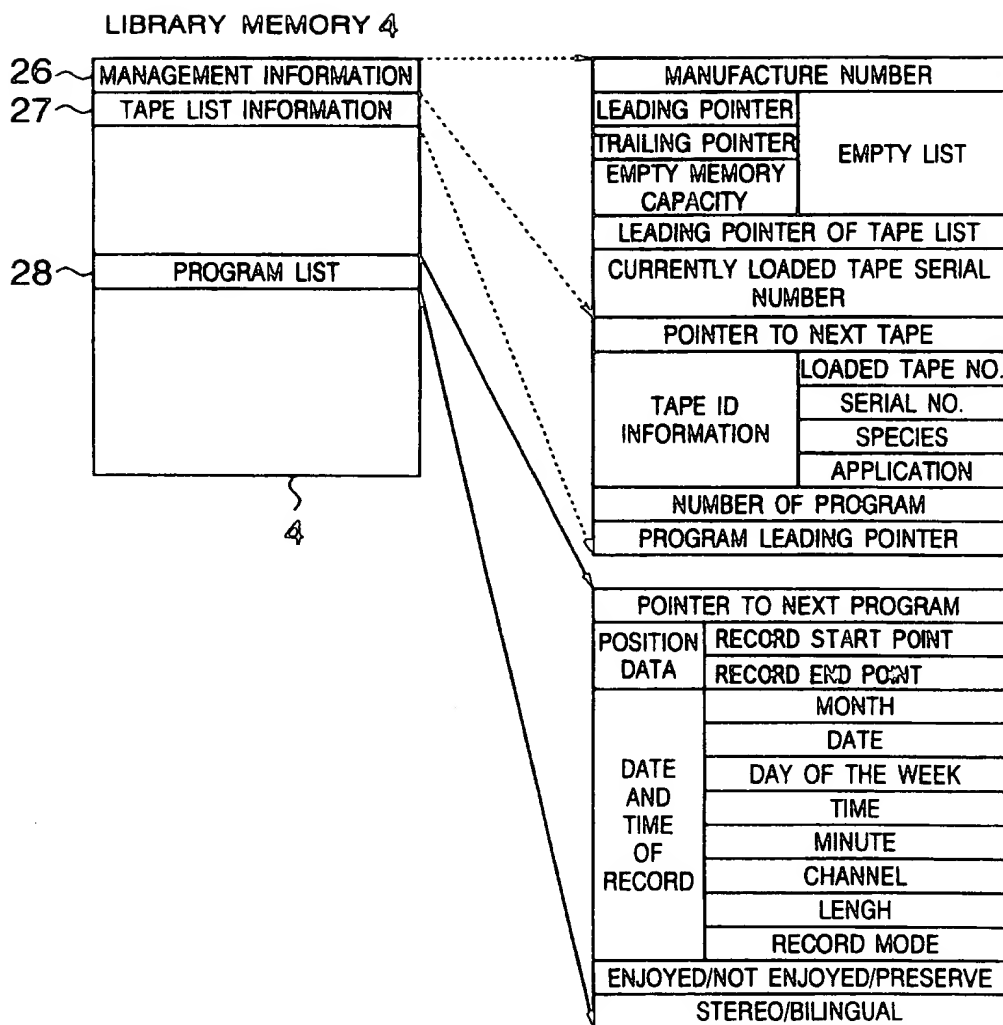 LIBRARY MEMORY 4
26
MANAGEMENT INFORMATION
27
TAPE LIST INFORMATION
28
PROGRAM LIST
4
MANUFACTURE NUMBER
LEADING POINTER
TRAILING POINTER
EMPTY MEMORY
CAPACITY
EMPTY LIST
LEADING POINTER OF TAPE LIST
CURRENTLY LOADED TAPE SERIAL
NUMBER
POINTER TO NEXT TAPE
TAPE ID
INFORMATION
LOADED TAPE NO.
SERIAL NO.
SPECIES
APPLICATION
NUMBER OF PROGRAM
PROGRAM LEADING POINTER
POINTER TO NEXT PROGRAM
POSITION
DATA
RECORD START POINT
RECORD END POINT
DATE
AND
TIME
OF
RECORD
MONTH
DATE
DAY OF THE WEEK
TIME
MINUTE
CHANNEL
LENGH
RECORD MODE
ENJOYED/NOT ENJOYED/PRESERVE
STEREO/BILINGUAL